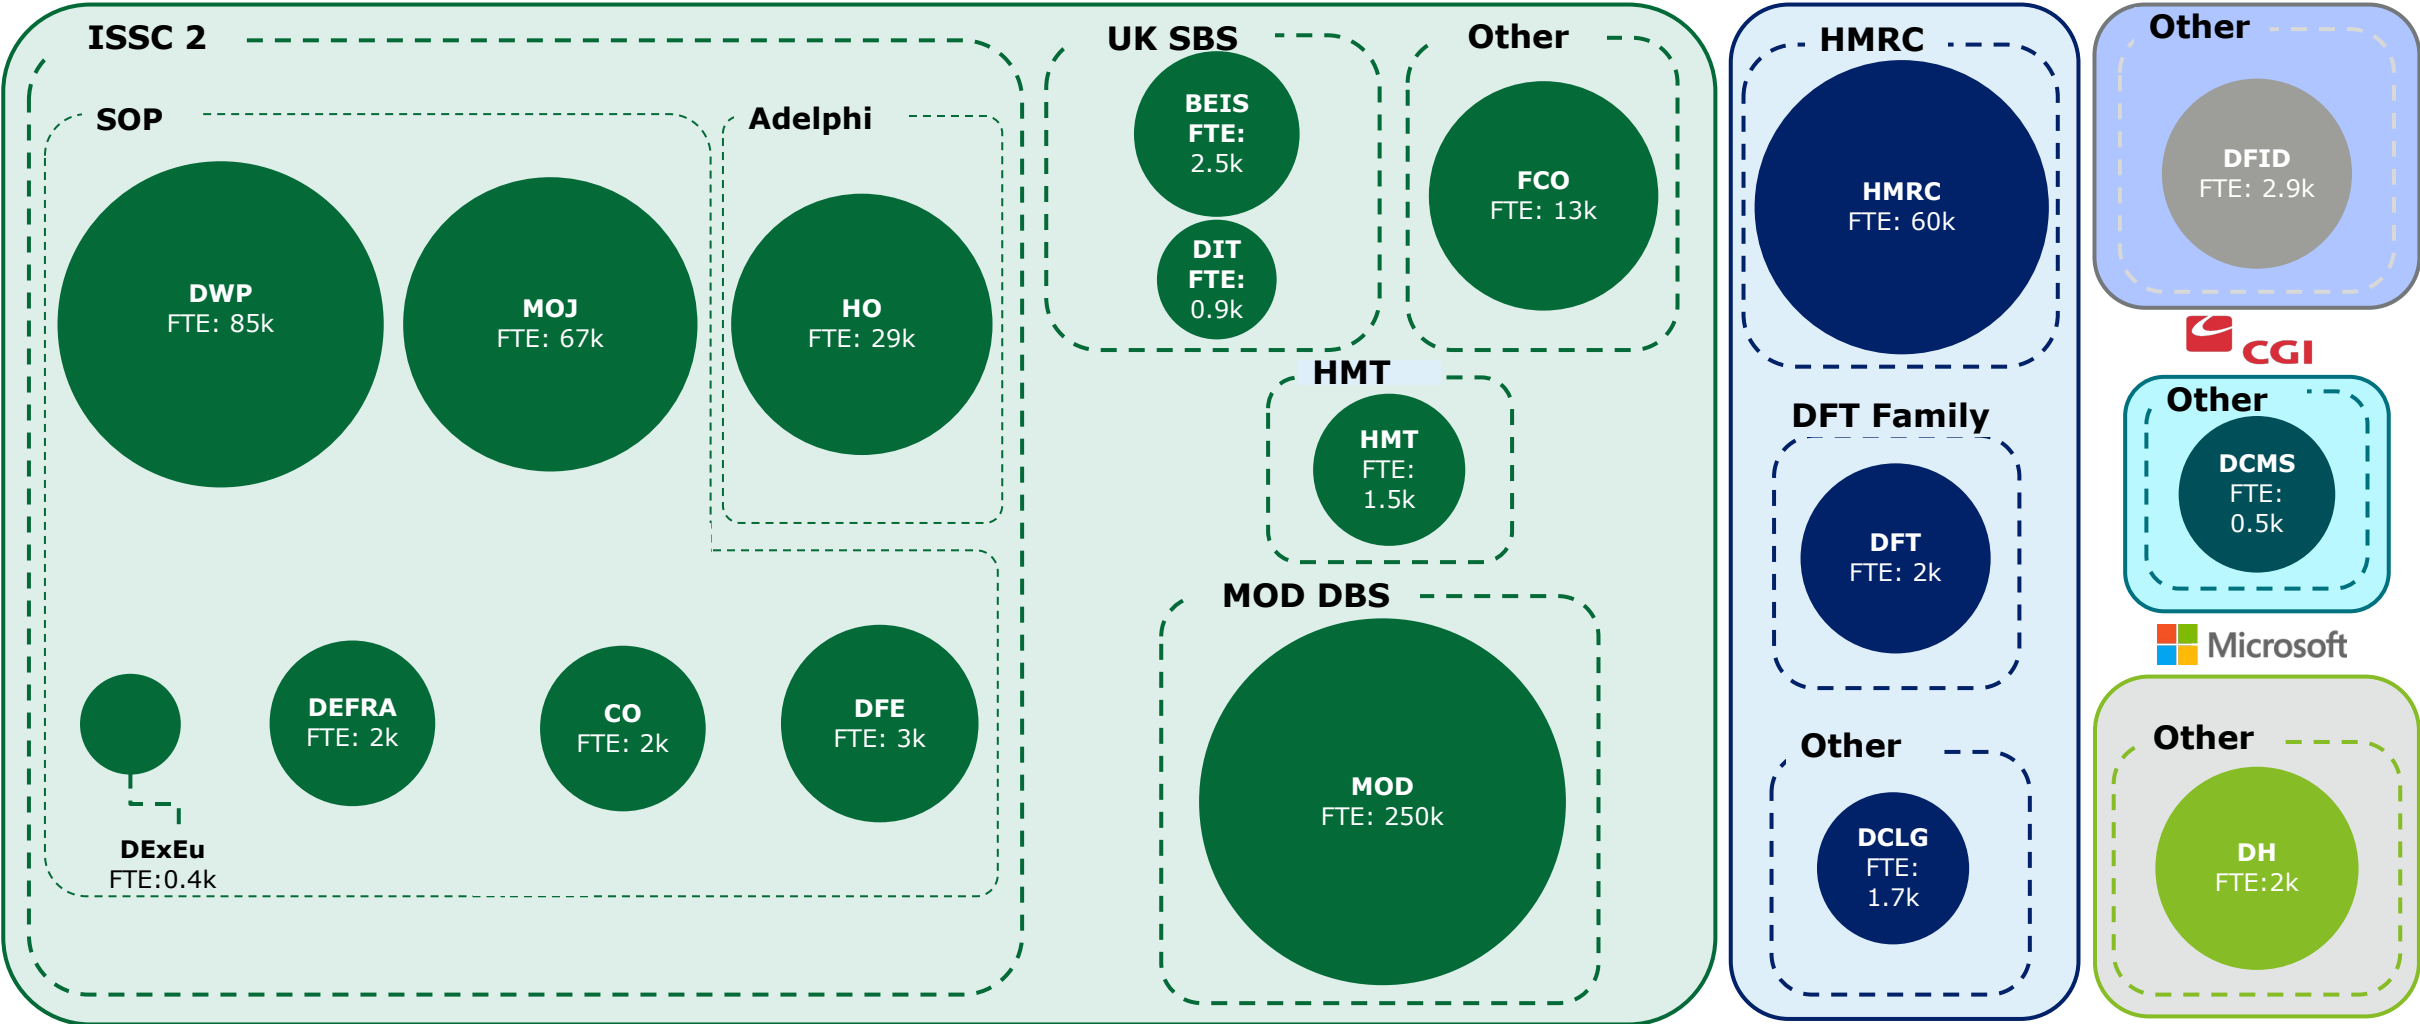 ISSC 2
SOP
DWP
FTE: 85k
MOJ
FTE: 67k
Adelphi
HO
FTE: 29k
DExEu
FTE:0.4k
DEFRA
FTE: 2k
CO
FTE: 2k
DFE
FTE: 3k
UK SBS
BEIS
FTE:
2.5k
DIT
FTE:
0.9k
Other
FCO
FTE: 13k
HMT
HMT
FTE:
1.5k
MOD DBS
MOD
FTE: 250k
HMRC
HMRC
FTE: 60k
DFT Family
DFT
FTE: 2k
Other
DCLG
FTE:
1.7k
Other
DFID
FTE: 2.9k
CGI
Other
DCMS
FTE:
0.5k
Microsoft
Other
DH
FTE:2k